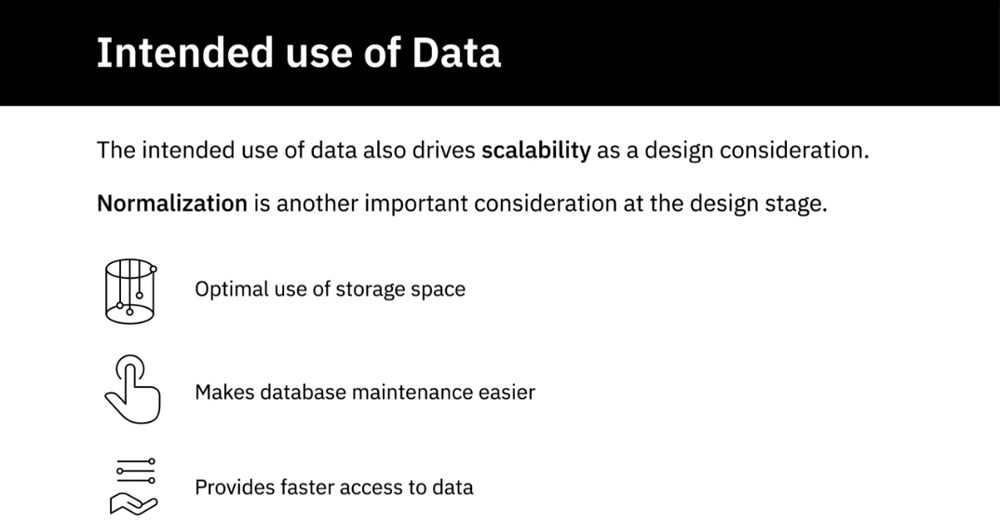 Intended use of Data
The intended use of data also drives scalability as a design consideration.
Normalization is another important consideration at the design stage.
Optimal use of storage space
Makes database maintenance easier
Provides faster access to data